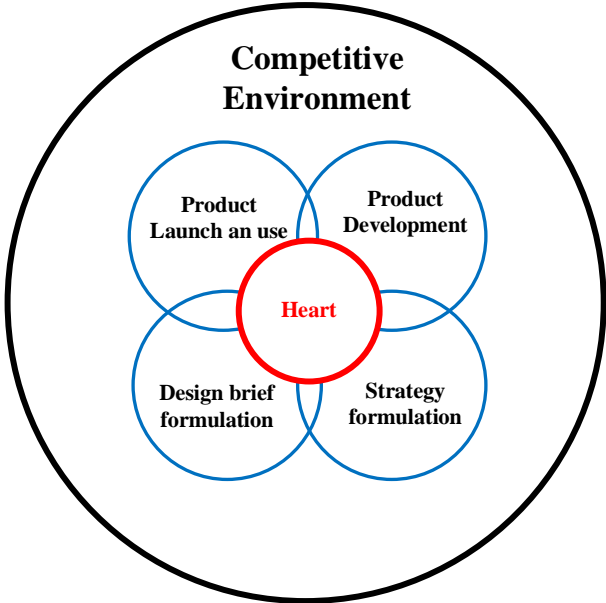 Competitive
Environment
Product
Launch an use
Product
Development
Heart
Design brief
formulation
Strategy
formulation